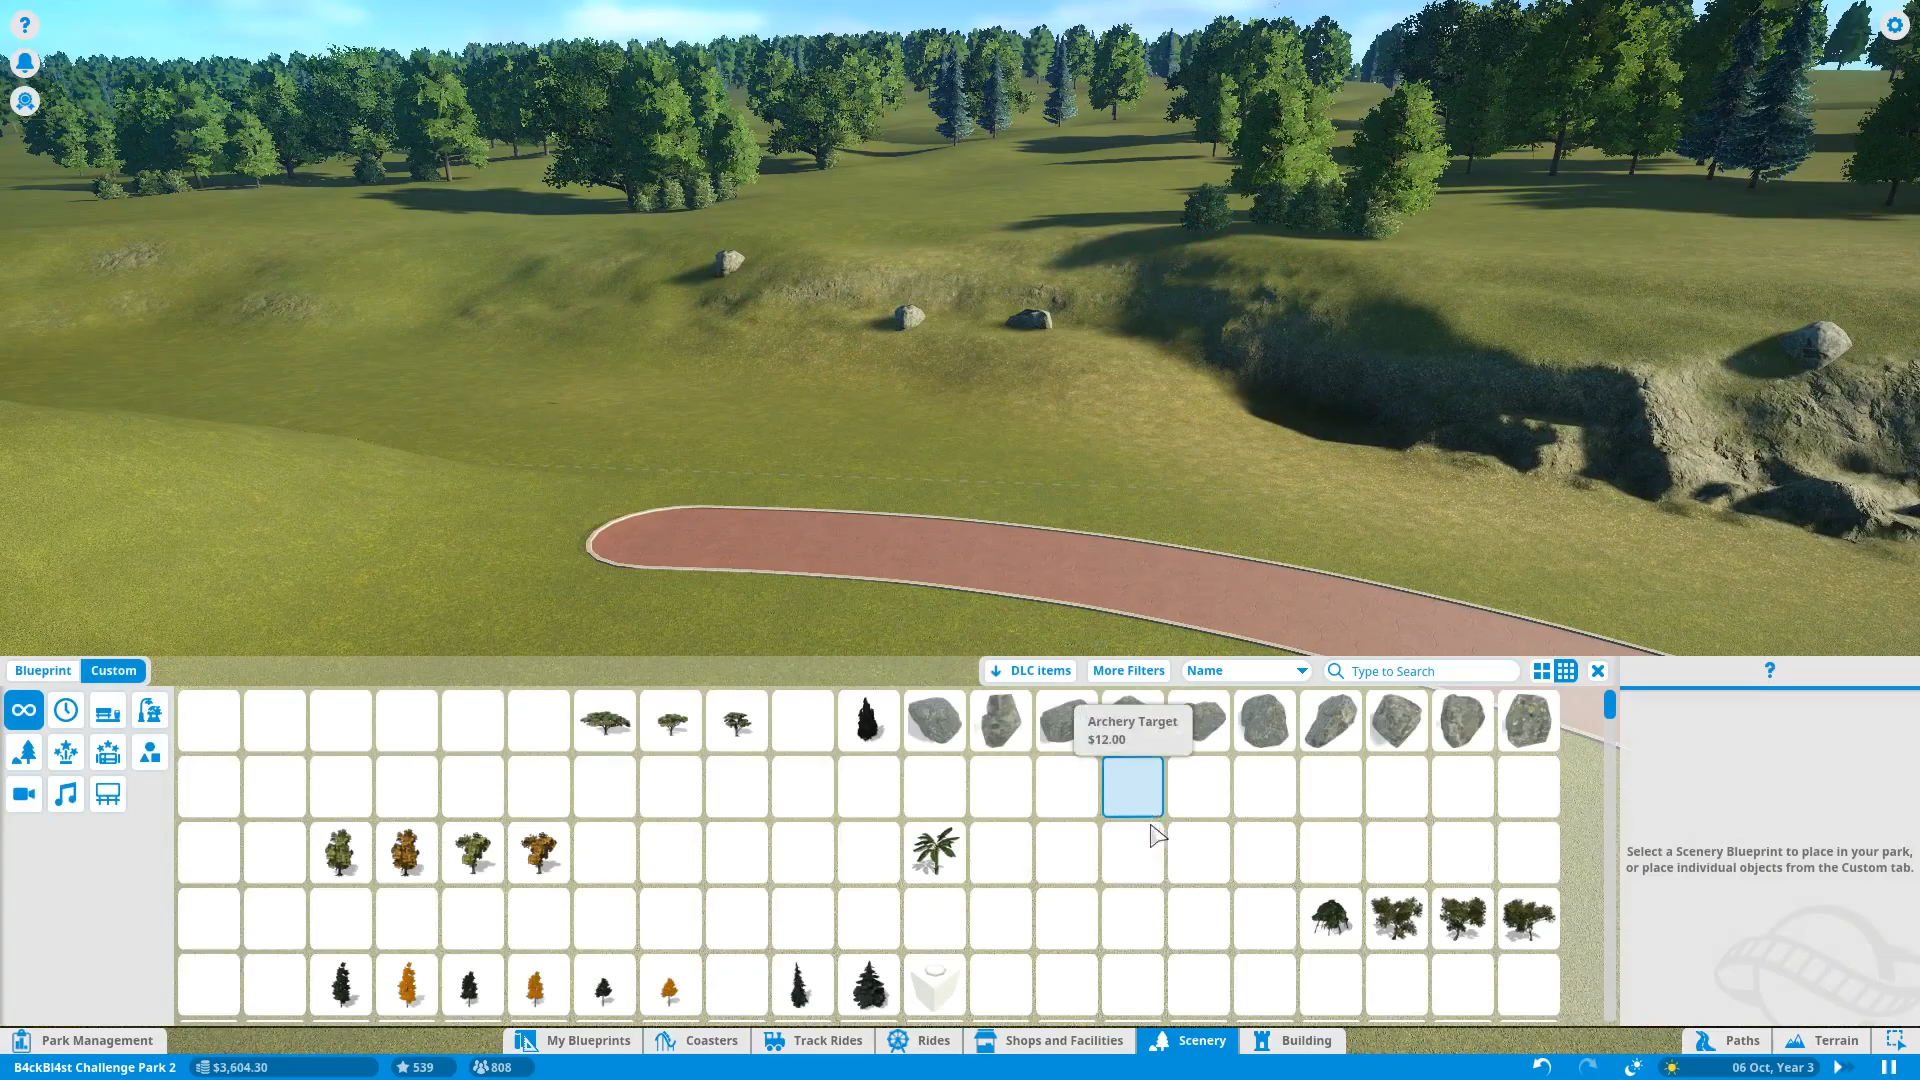 Blueprint
Custom
DLC items
More Filters
Name
Type to Search
?
Archery Target
$12.00
Select a Scenery Blueprint to place in your park,
or place individual objects from the Custom tab.
Park Management
My Blueprints
Coasters
Track Rides
Rides
Shops and Facilities
Scenery
Building
Paths
Terrain
B4ckBl4st Challenge Park 2
$3,604.30
539
808
06 Oct, Year 3